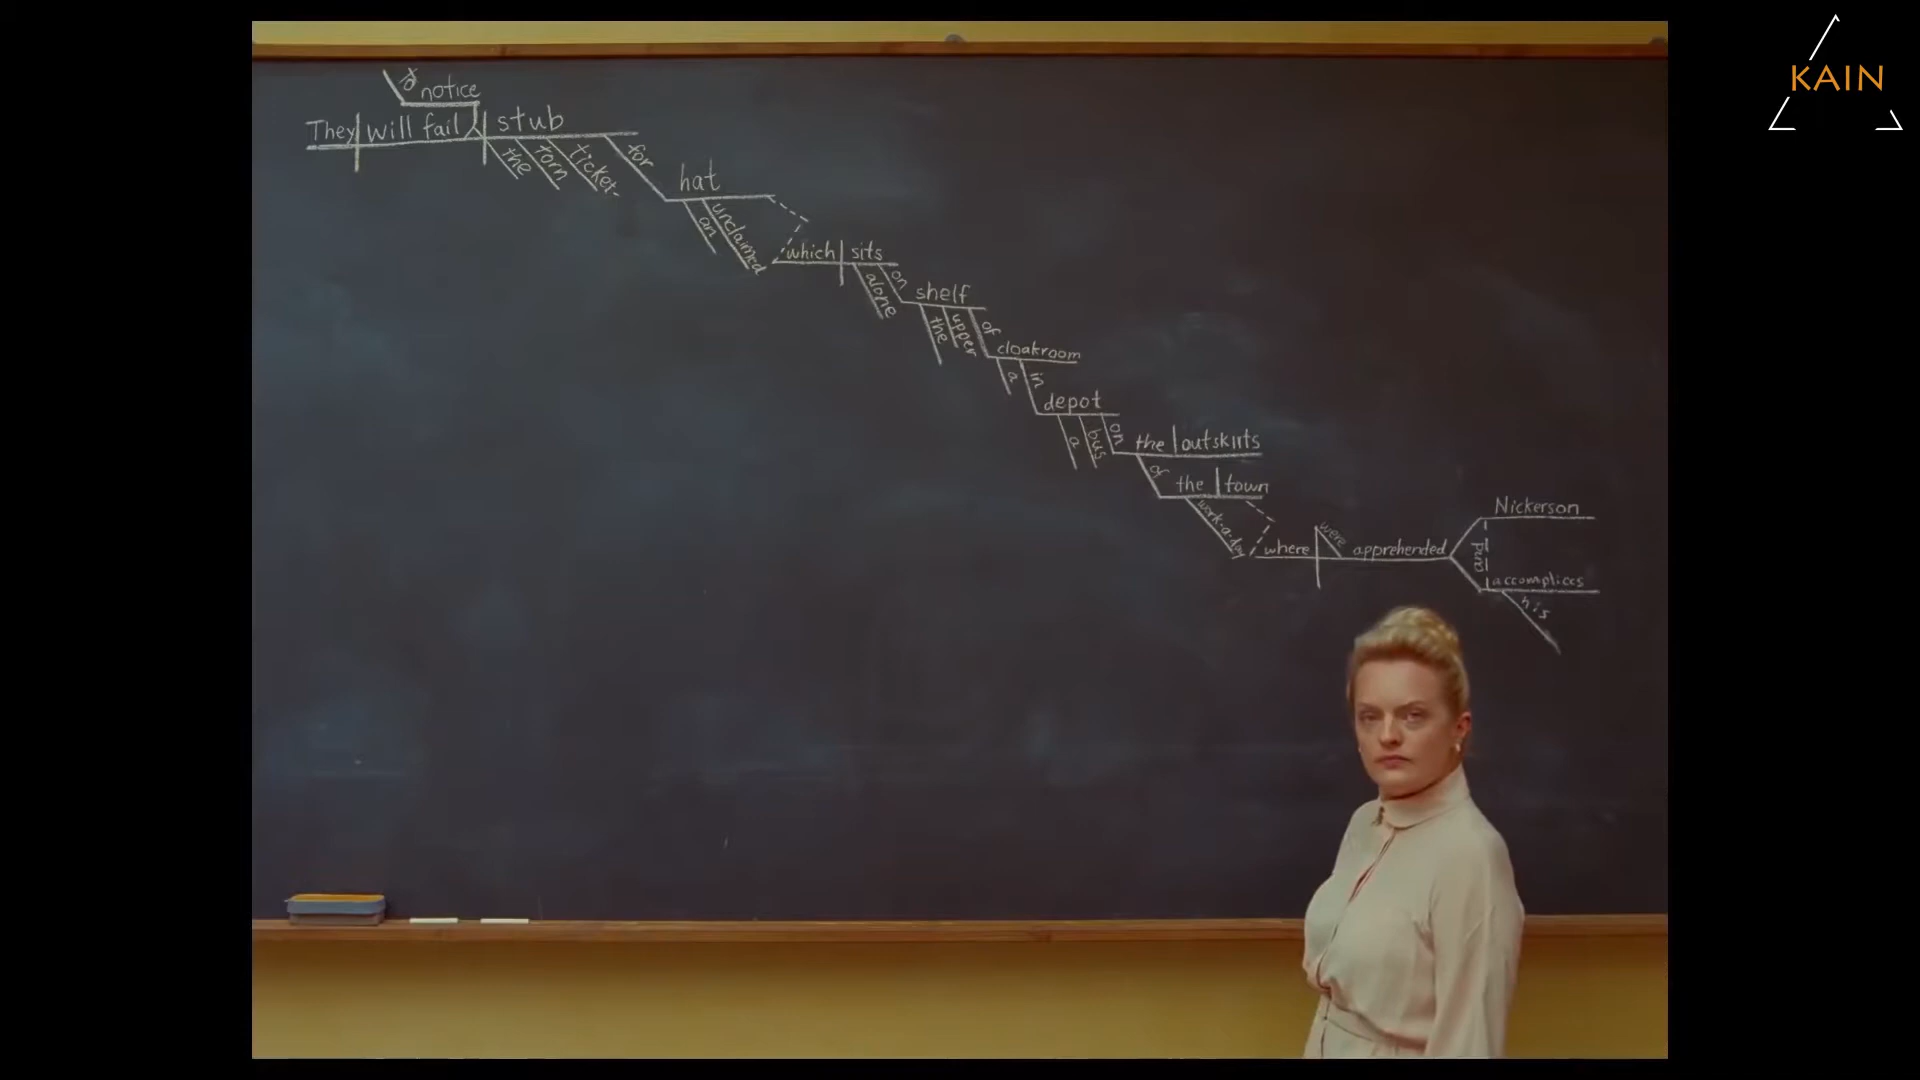 KAIN
to
notice
They will fail stub
the torn ticket- for
hat
an unclaimed
which sits
alone on
shelf
the upper of
cloakroom
a in
depot
a bus on
the outskirts
of the town
work-a-day
where were apprehended
Nickerson
and
accomplices
his